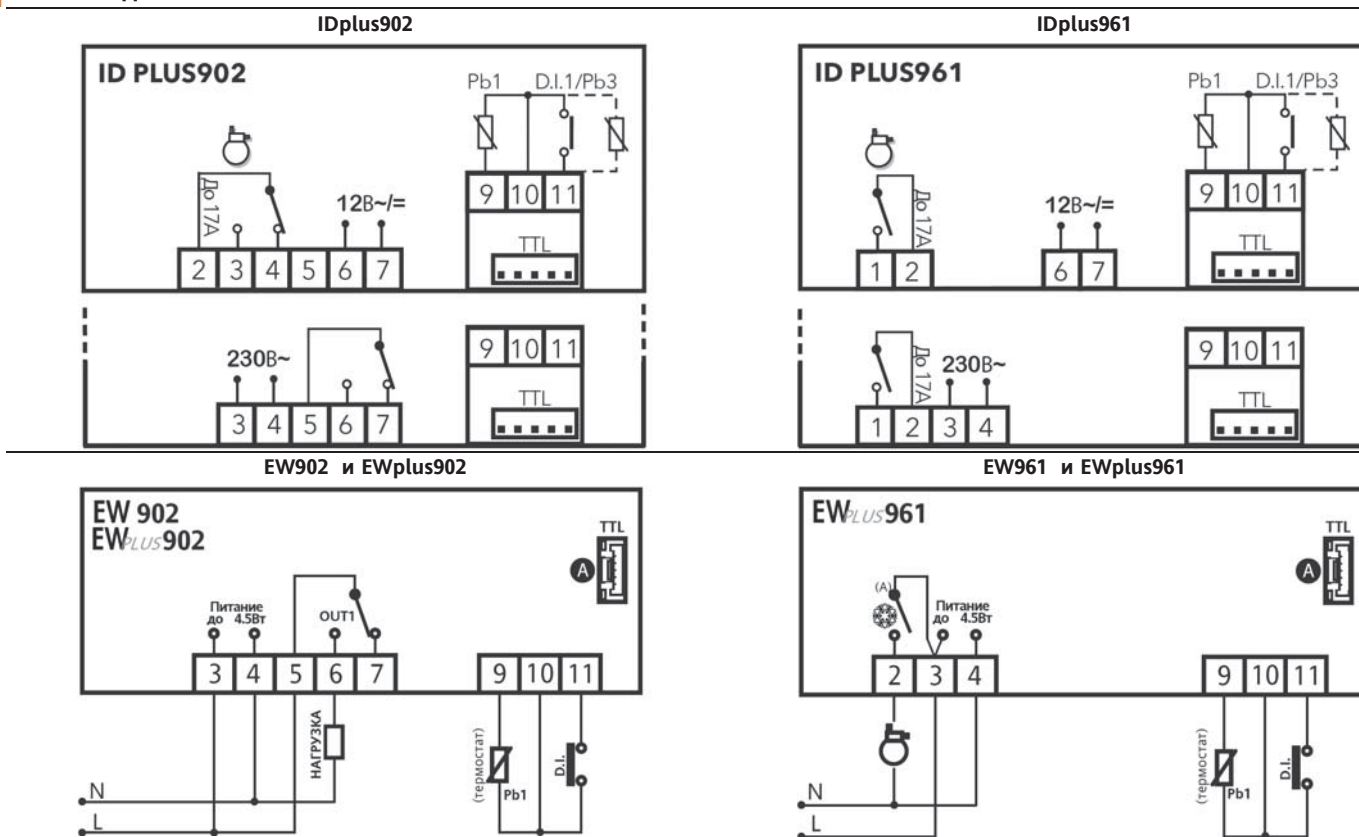 IDplus902
IDplus961
ID PLUS902
Pb1 D.I.1/Pb3
До 17А
12В~/=
9 10 11
TTL
2 3 4 5 6 7
230В~
3 4 5 6 7
9 10 11
TTL
ID PLUS961
Pb1 D.I.1/Pb3
До 17А
12В~/=
9 10 11
TTL
1 2
6 7
До 17А
230В~
1 2 3 4
9 10 11
TTL
EW902 и EWplus902
EW961 и EWplus961
EW 902
EWPLUS902
TTL
A
Питание
до 4.5Вт
OUT1
3 4 5 6 7
9 10 11
НАГРУЗКА
(термостат)
Pb1
D.I.
N
L
EWPLUS961
TTL
A
(A)
Питание
до 4.5Вт
2 3 4
9 10 11
(термостат)
Pb1
D.I.
N
L